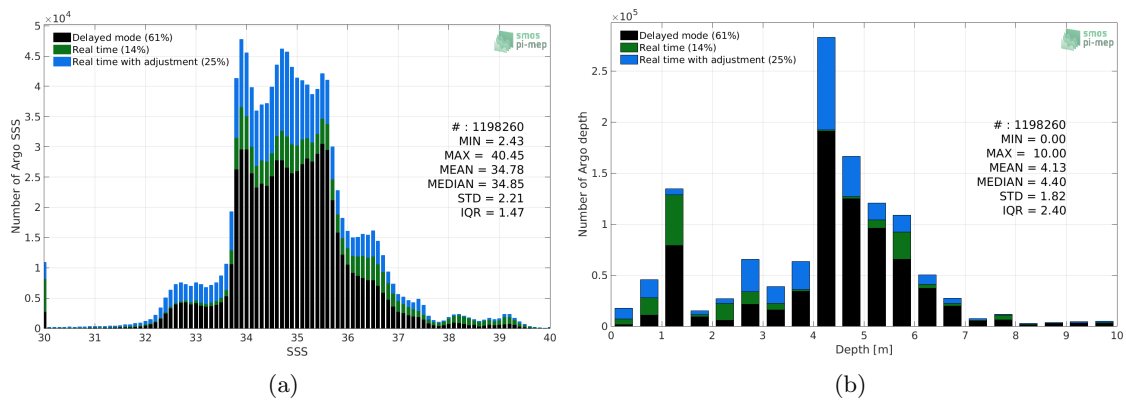 ×10⁴
5
4.5
4
3.5
3
2.5
2
1.5
1
0.5
0
Number of Argo SSS
Delayed mode (61%)
Real time (14%)
Real time with adjustment (25%)
smos
pi-mep
# : 1198260
MIN = 2.43
MAX = 40.45
MEAN = 34.78
MEDIAN = 34.85
STD = 2.21
IQR = 1.47
30 31 32 33 34 35 36 37 38 39 40
SSS
(a)
×10⁵
2.5
2
1.5
1
0.5
0
Number of Argo depth
Delayed mode (61%)
Real time (14%)
Real time with adjustment (25%)
smos
pi-mep
# : 1198260
MIN = 0.00
MAX = 10.00
MEAN = 4.13
MEDIAN = 4.40
STD = 1.82
IQR = 2.40
0 1 2 3 4 5 6 7 8 9 10
Depth [m]
(b)